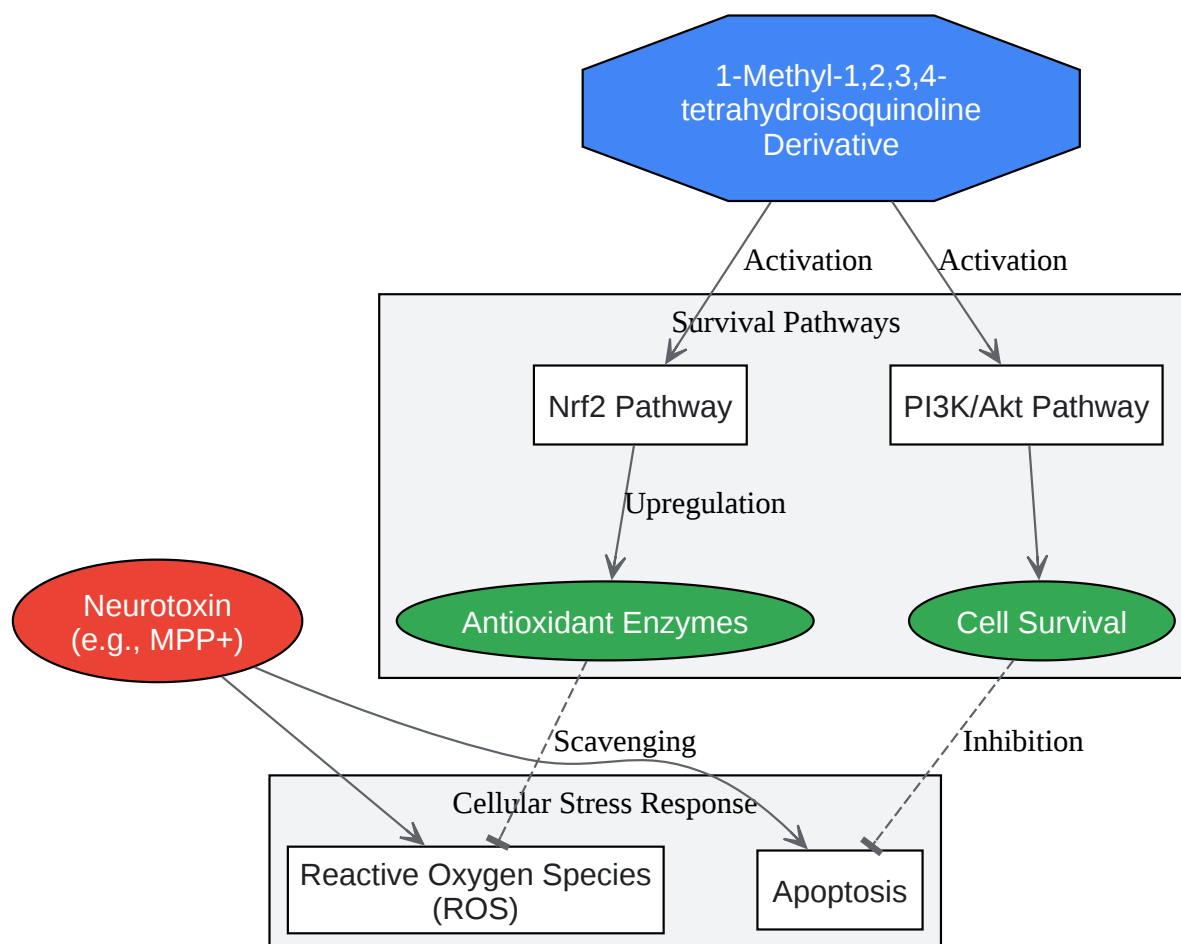 1-Methyl-1,2,3,4-
tetrahydroisoquinoline
Derivative
Activation
Activation
Survival Pathways
Nrf2 Pathway
PI3K/Akt Pathway
Upregulation
Neurotoxin
(e.g., MPP+)
Antioxidant Enzymes
Cell Survival
Scavenging
Inhibition
Cellular Stress Response
Reactive Oxygen Species
(ROS)
Apoptosis